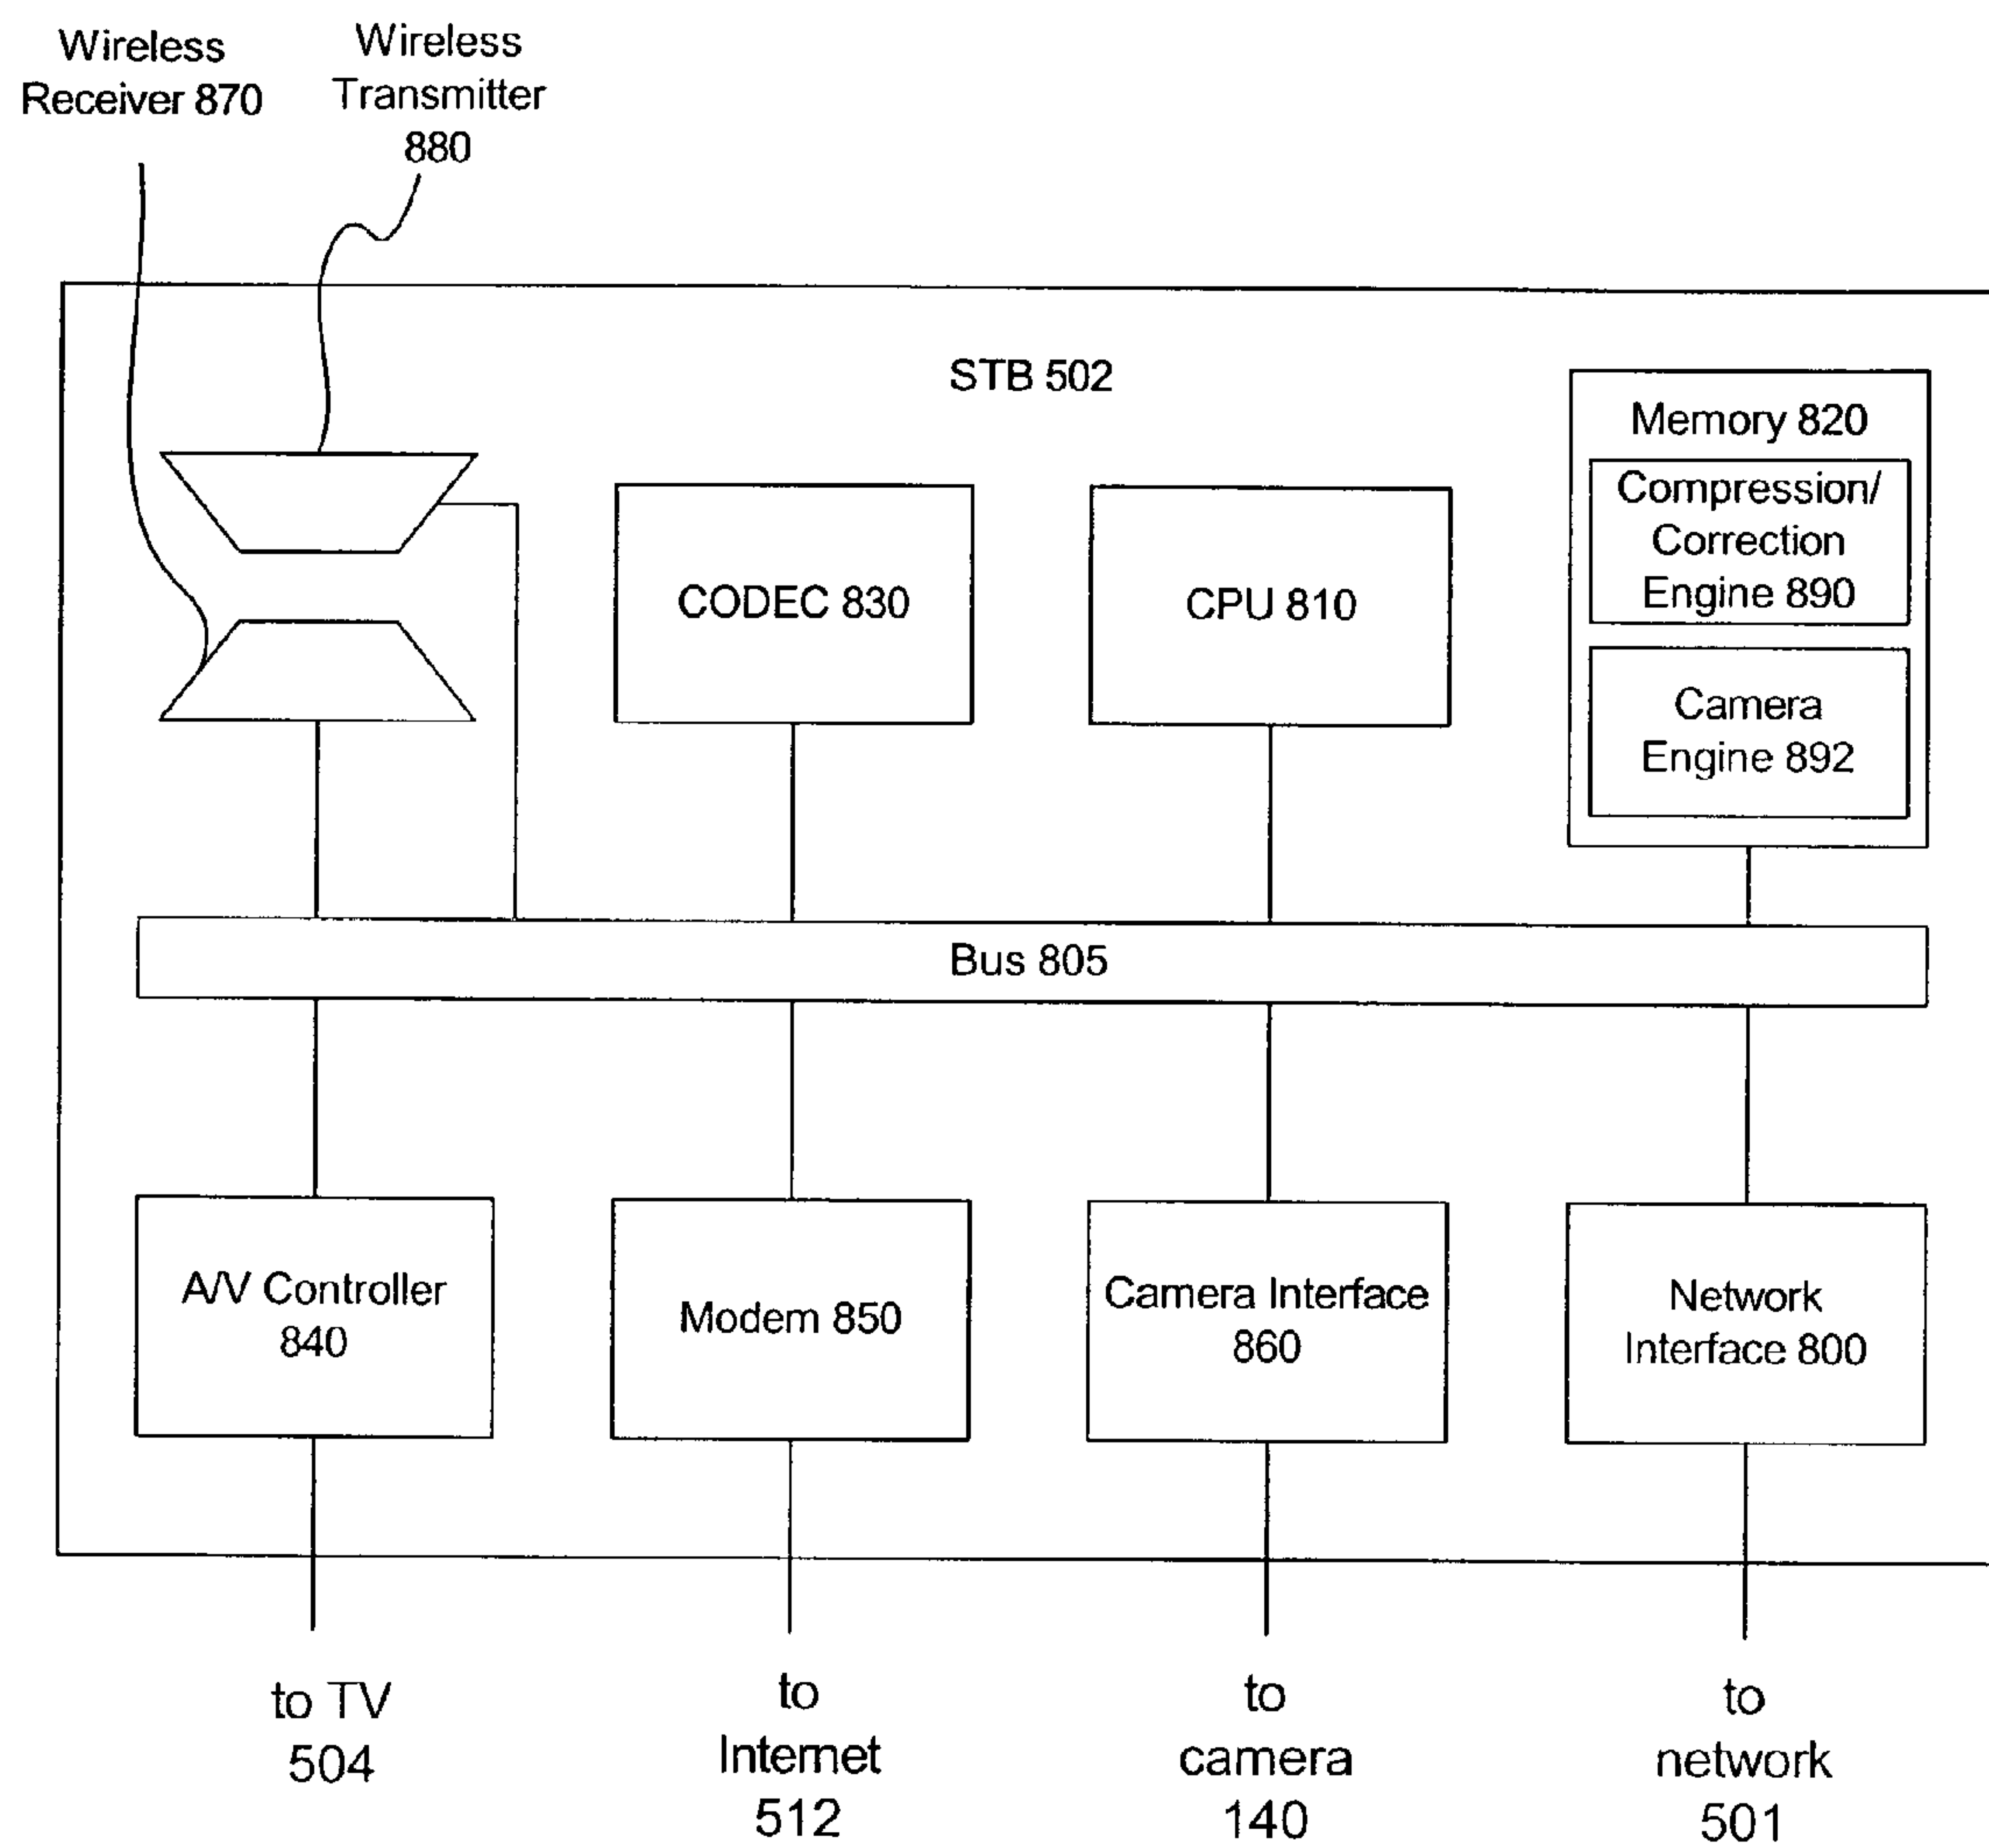 Wireless
Receiver 870
Wireless
Transmitter
880
STB 502
Memory 820
Compression/
Correction
Engine 890
Camera
Engine 892
CODEC 830
CPU 810
Bus 805
A/V Controller
840
Modem 850
Camera Interface
860
Network
Interface 800
to TV
504
to
Internet
512
to
camera
140
to
network
501